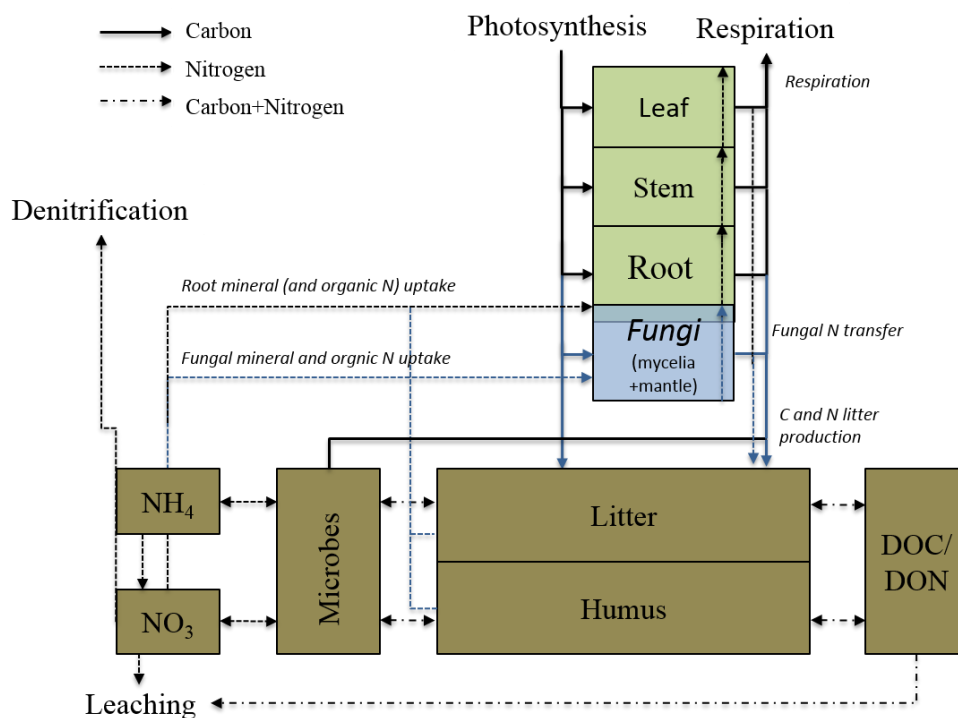 Carbon
Nitrogen
Carbon+Nitrogen
Photosynthesis
Respiration
Respiration
Leaf
Stem
Root
Fungi
(mycelia
+mantle)
Denitrification
Root mineral (and organic N) uptake
Fungal mineral and orgnic N uptake
Fungal N transfer
C and N litter
production
NH4
NO3
Microbes
Litter
Humus
DOC/
DON
Leaching